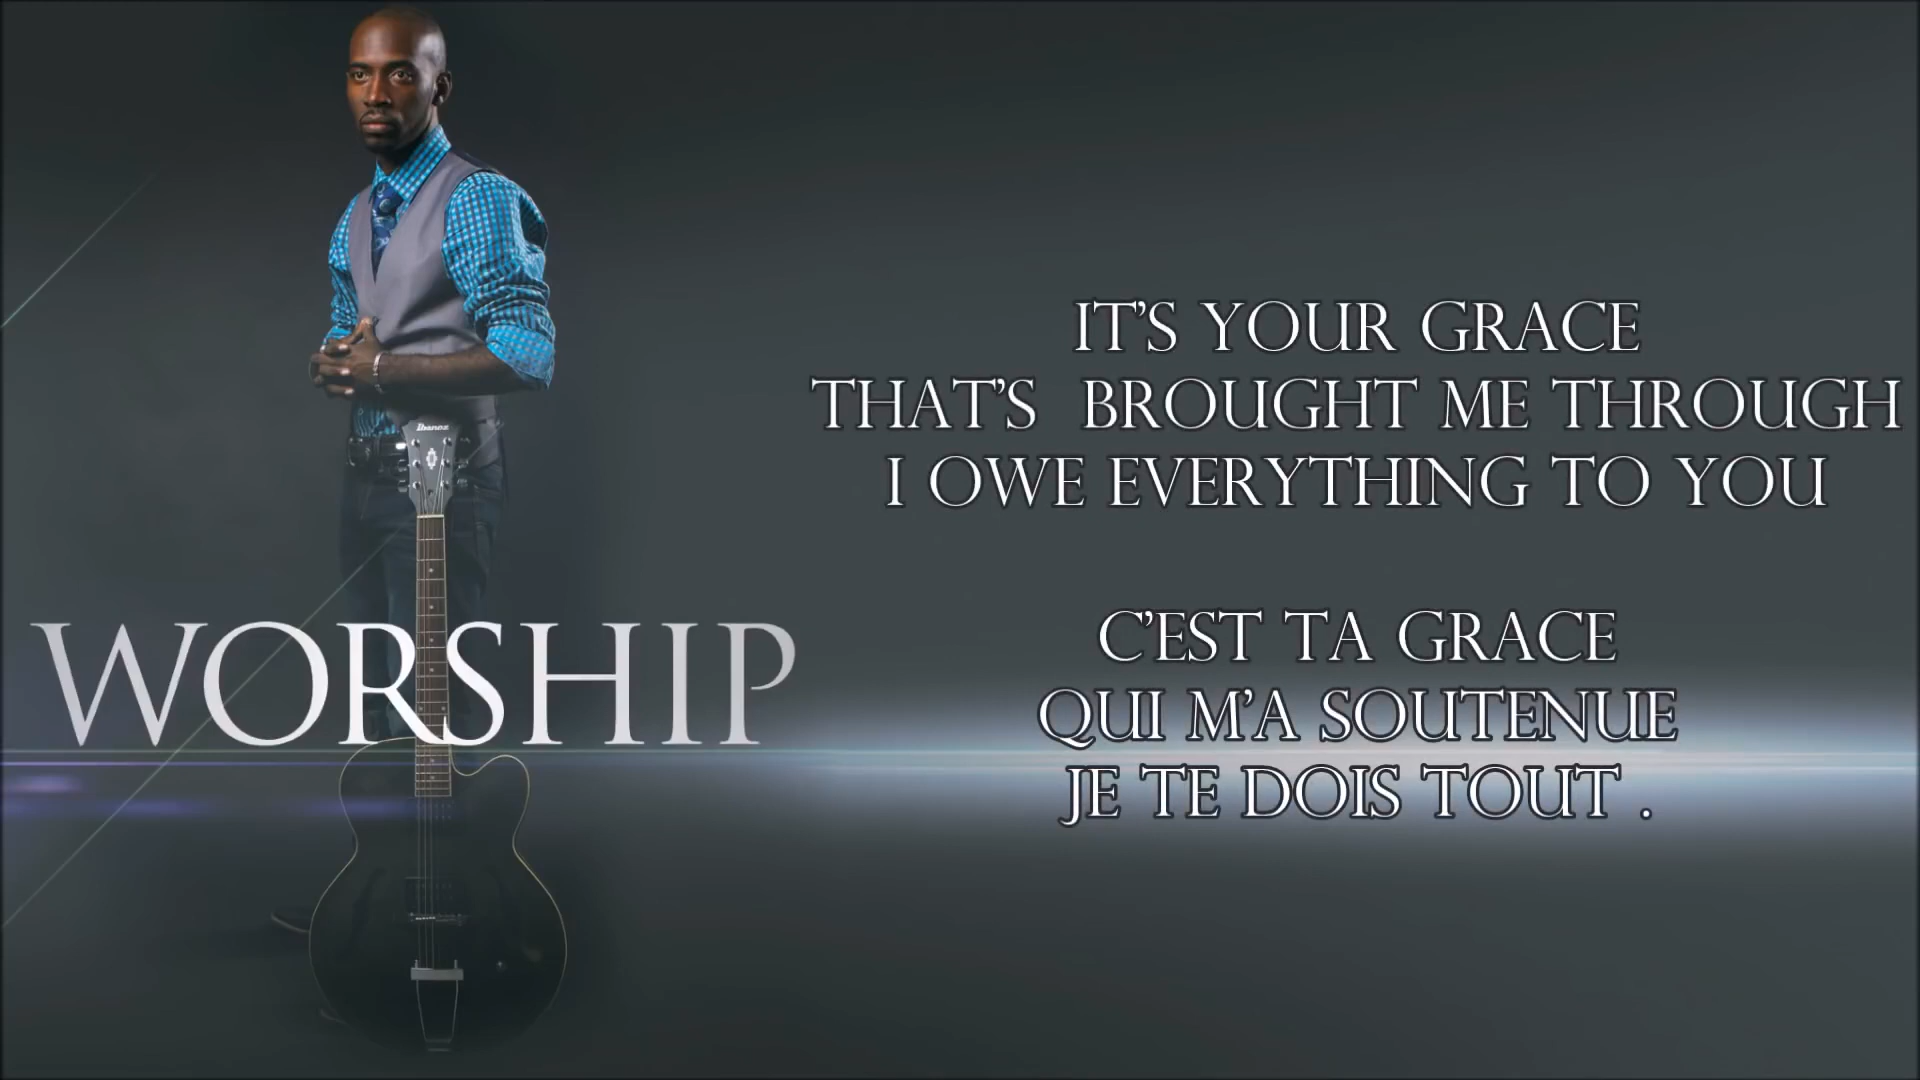 Ibanez
WORSHIP
IT'S YOUR GRACE
THAT'S BROUGHT ME THROUGH
I OWE EVERYTHING TO YOU
C'EST TA GRACE
QUI M'A SOUTENUE
JE TE DOIS TOUT .